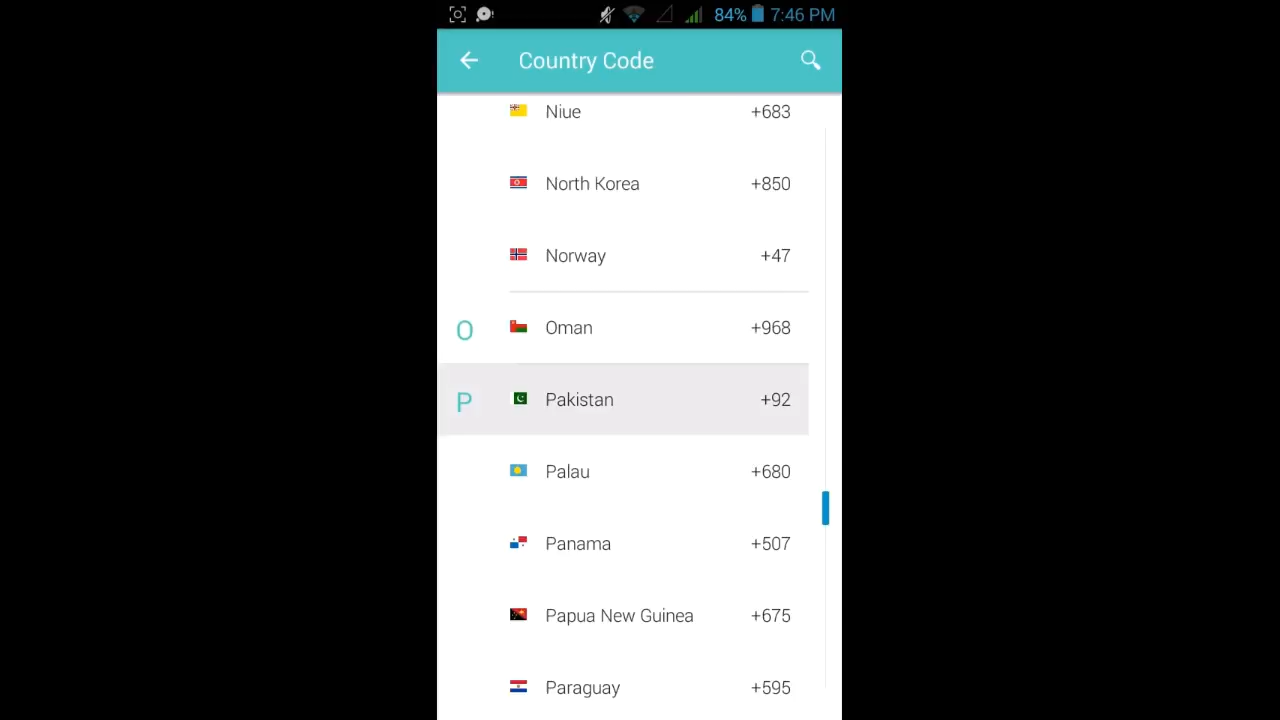 84% 7:46 PM
Country Code
Niue +683
North Korea +850
Norway +47
O Oman +968
P Pakistan +92
Palau +680
Panama +507
Papua New Guinea +675
Paraguay +595